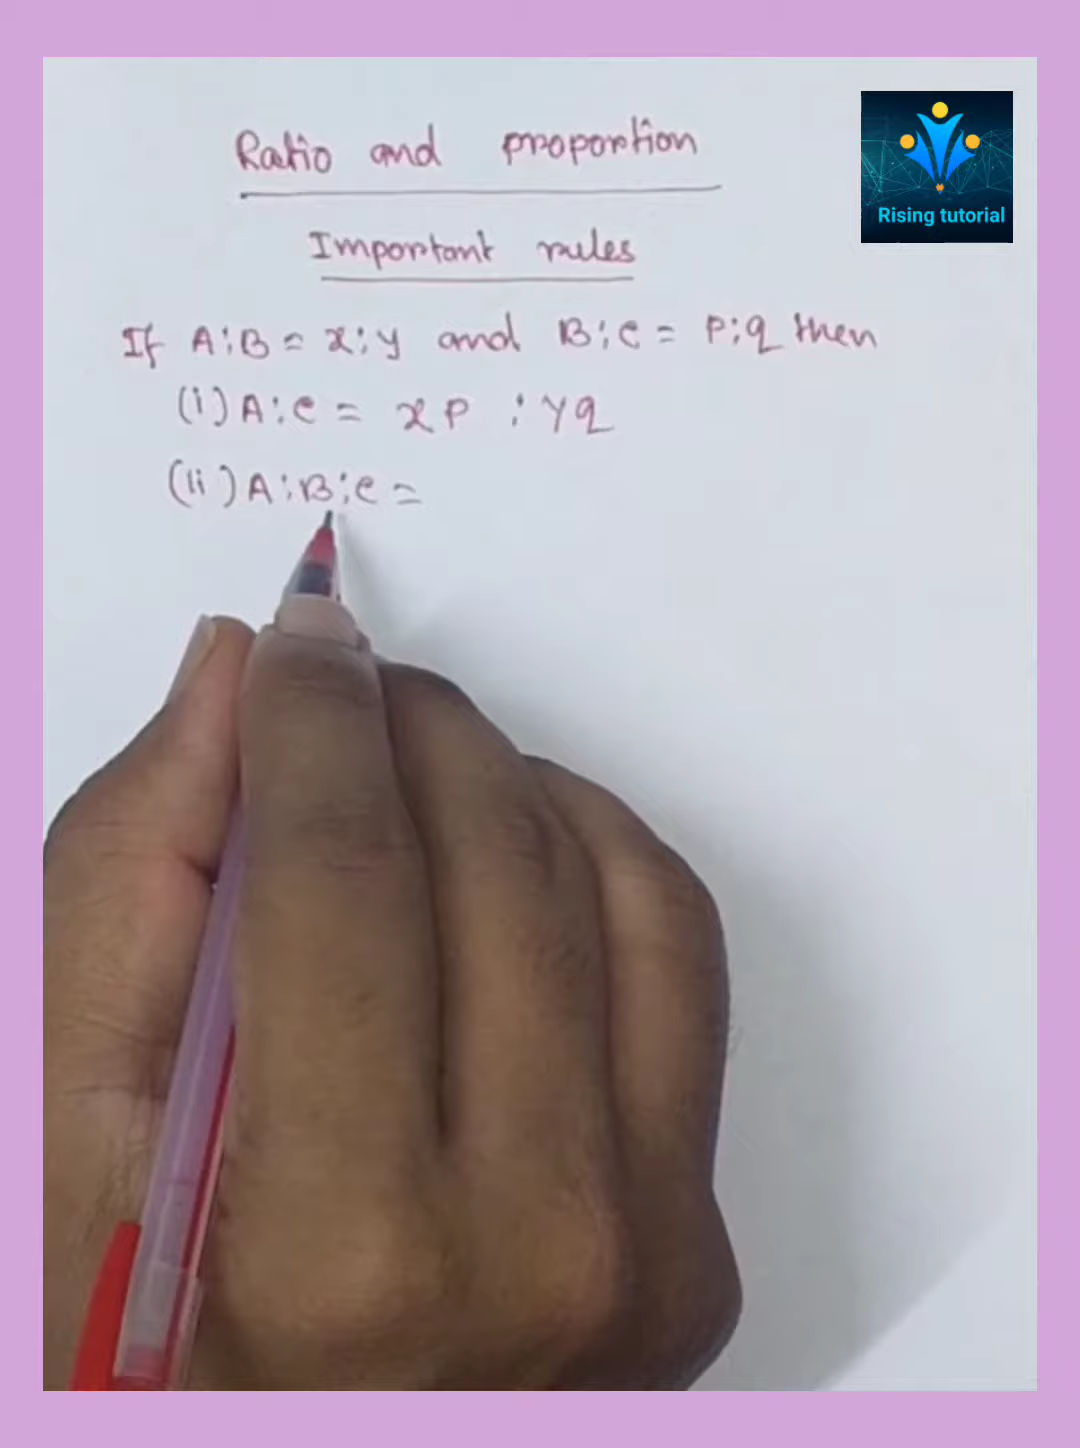 Ratio and proportion
Rising tutorial
Important rules
If A:B = x:y and B:C = P:q then
(i) A:C = xP : yq
(ii) A:B:C =